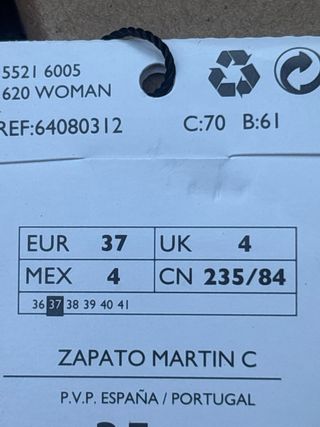 5521 6005
620 WOMAN
REF:64080312 C:70 B:61
EUR 37 UK 4
MEX 4 CN 235/84
36 37 38 39 40 41
ZAPATO MARTIN C
P.V.P. ESPAÑA / PORTUGAL